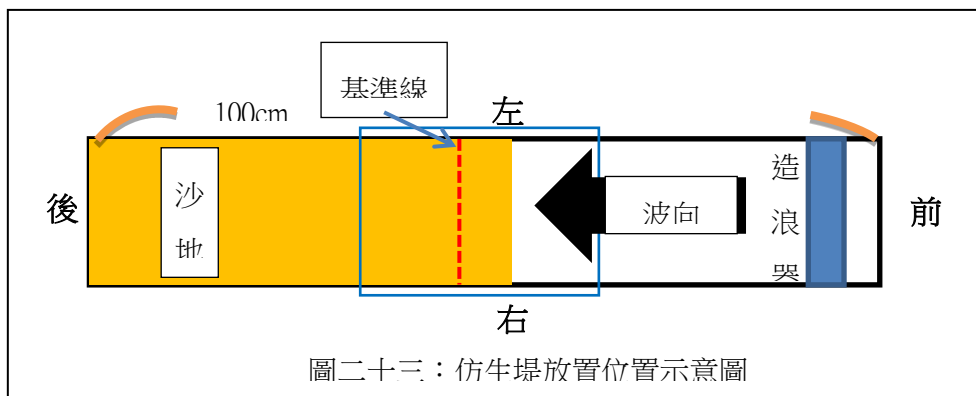 基準線
100cm
左
後
沙
地
波向
造
浪
器
前
右
圖二十三：仿生堤放置位置示意圖